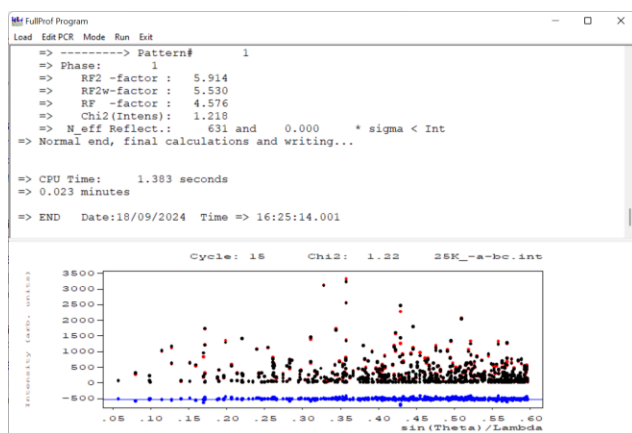 FullProf Program
Load Edit PCR Mode Run Exit
=> ---------> Pattern# 1
=> Phase: 1
=> RF2 -factor : 5.914
=> RF2w-factor : 5.530
=> RF -factor : 4.576
=> Chi2(Intens) : 1.218
=> N_eff Reflect.: 631 and 0.000 * sigma < Int
=> Normal end, final calculations and writing...
=> CPU Time: 1.383 seconds
=> 0.023 minutes
=> END Date:18/09/2024 Time => 16:25:14.001
Cycle: 15 Chi2: 1.22 25K_-a-bc.int
Intensity (arb. units)
3500
3000
2500
2000
1500
1000
500
0
-500
.05 .10 .15 .20 .25 .30 .35 .40 .45 .50 .55 .60
sin(Theta)/Lambda